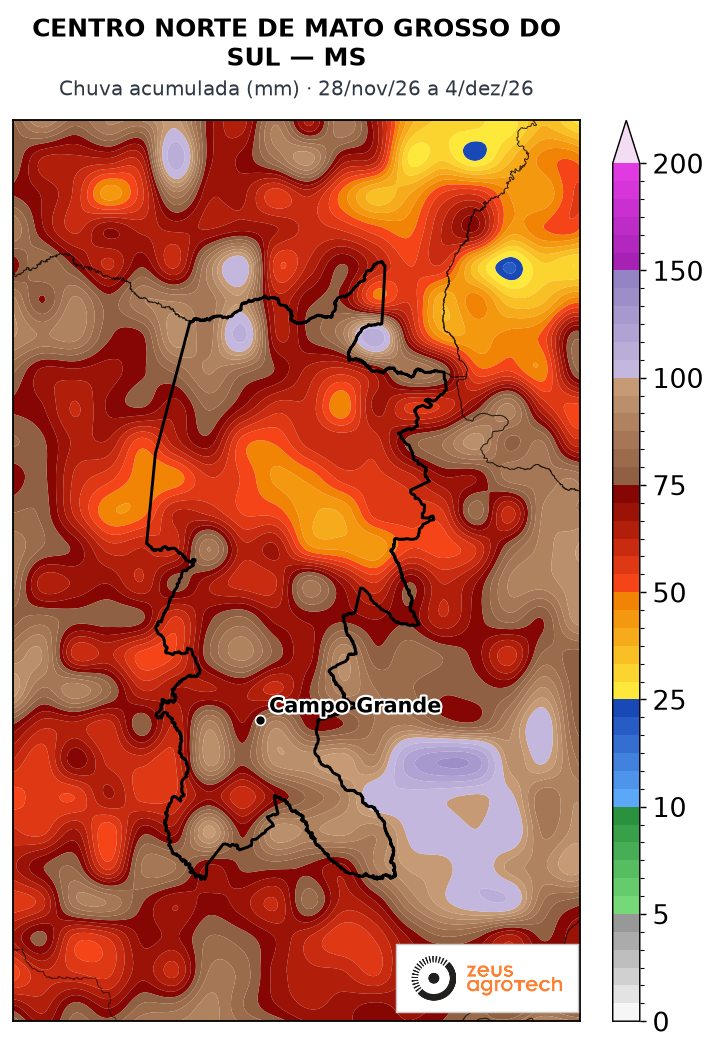 CENTRO NORTE DE MATO GROSSO DO
SUL — MS
Chuva acumulada (mm) · 28/nov/26 a 4/dez/26
200
150
100
75
50
25
10
5
0
Campo Grande
zeus
agrotech